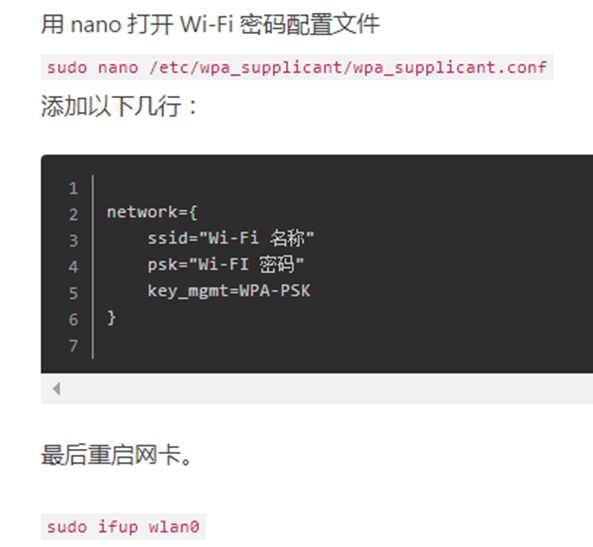 用 nano 打开 Wi-Fi 密码配置文件
sudo nano /etc/wpa_supplicant/wpa_supplicant.conf
添加以下几行：
1
2 network={
3     ssid="Wi-Fi 名称"
4     psk="Wi-FI 密码"
5     key_mgmt=WPA-PSK
6 }
7
最后重启网卡。
sudo ifup wlan0